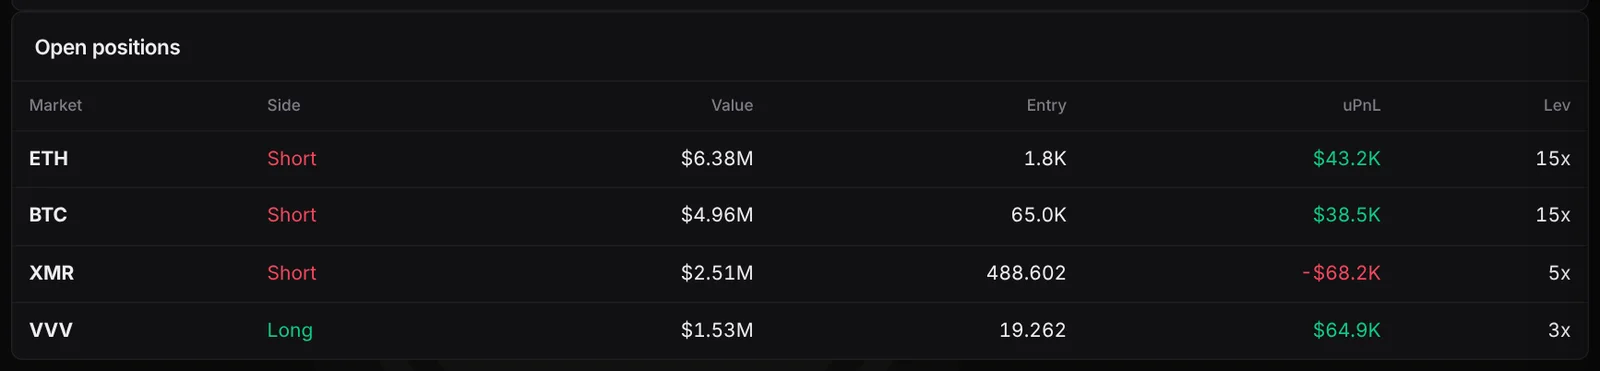 Open positions
Market Side Value Entry uPnL Lev
ETH Short $6.38M 1.8K $43.2K 15x
BTC Short $4.96M 65.0K $38.5K 15x
XMR Short $2.51M 488.602 -$68.2K 5x
VVV Long $1.53M 19.262 $64.9K 3x